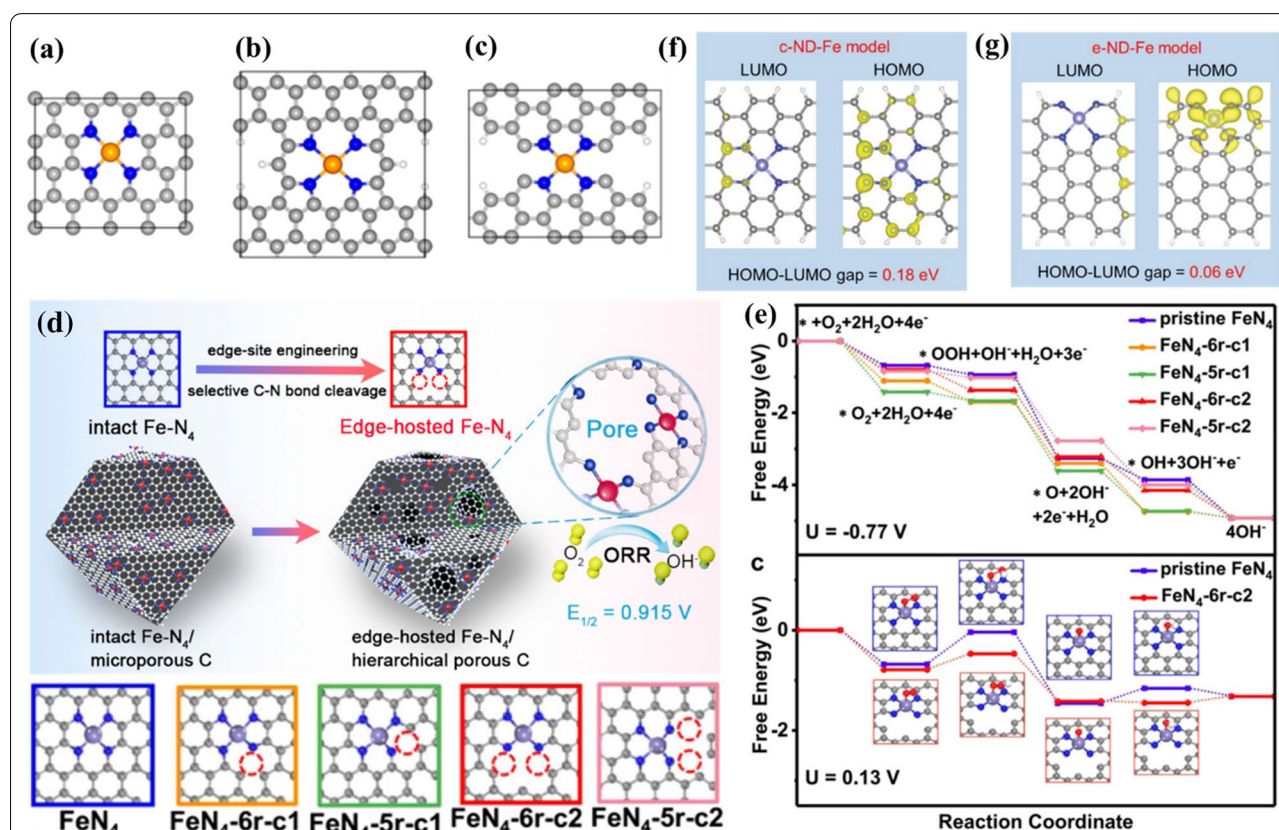 (a)
(b)
(c)
(f)
c-ND-Fe model
LUMO
HOMO
HOMO-LUMO gap = 0.18 eV
(g)
e-ND-Fe model
LUMO
HOMO
HOMO-LUMO gap = 0.06 eV
(d)
edge-site engineering
selective C-N bond cleavage
intact Fe-N₄
Edge-hosted Fe-N₄
Pore
O₂
ORR
OH⁻
E₁/₂ = 0.915 V
intact Fe-N₄/
microporous C
edge-hosted Fe-N₄/
hierarchical porous C
FeN₄
FeN₄-6r-c1
FeN₄-5r-c1
FeN₄-6r-c2
FeN₄-5r-c2
(e)
Free Energy (eV)
0
-2
-4
* +O₂+2H₂O+4e⁻
* OOH+OH⁻+H₂O+3e⁻
* O₂+2H₂O+4e⁻
* OH+3OH⁻+e⁻
* O+2OH⁻
+2e⁻+H₂O
4OH⁻
U = -0.77 V
pristine FeN₄
FeN₄-6r-c1
FeN₄-5r-c1
FeN₄-6r-c2
FeN₄-5r-c2
c
Free Energy (eV)
0
-2
pristine FeN₄
FeN₄-6r-c2
U = 0.13 V
Reaction Coordinate